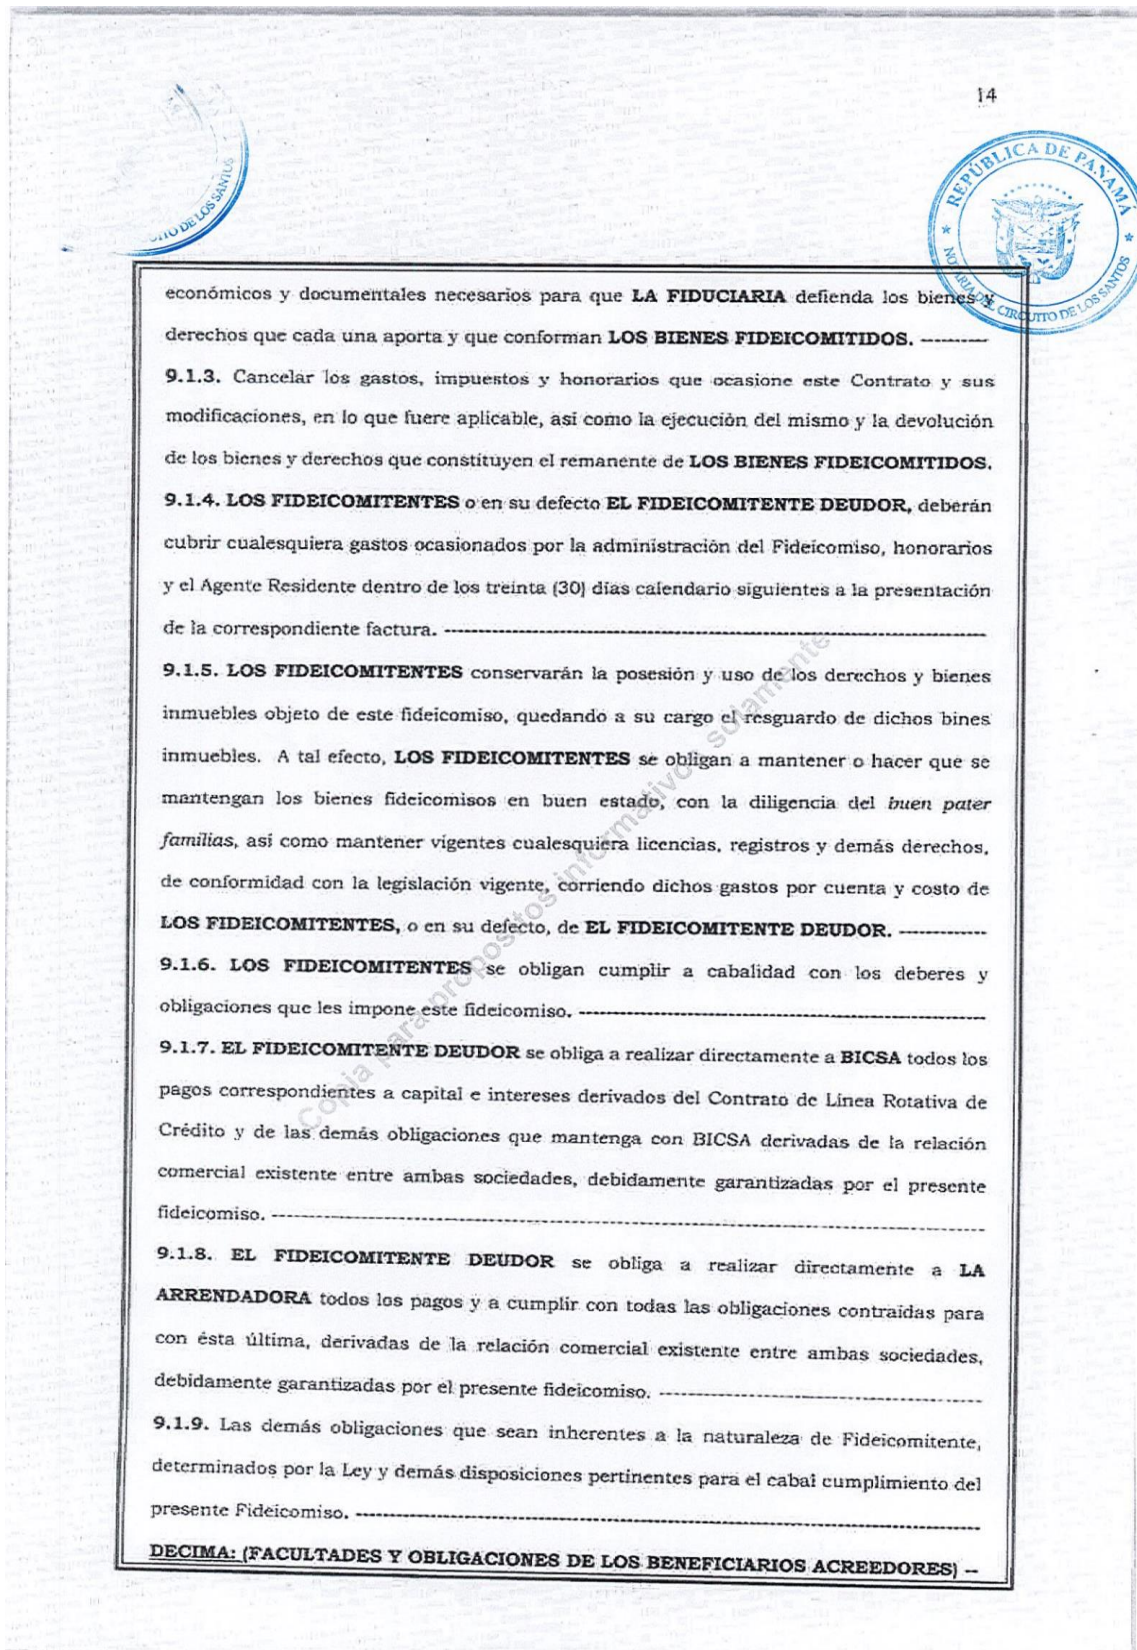 14
REPÚBLICA DE PANAMÁ
NOTARIA DEL CIRCUITO DE LOS SANTOS
DE LOS SANTOS
económicos y documentales necesarios para que LA FIDUCIARIA defienda los bienes y
derechos que cada una aporta y que conforman LOS BIENES FIDEICOMITIDOS. ---------
9.1.3. Cancelar los gastos, impuestos y honorarios que ocasione este Contrato y sus
modificaciones, en lo que fuere aplicable, así como la ejecución del mismo y la devolución
de los bienes y derechos que constituyen el remanente de LOS BIENES FIDEICOMITIDOS.
9.1.4. LOS FIDEICOMITENTES o en su defecto EL FIDEICOMITENTE DEUDOR, deberán
cubrir cualesquiera gastos ocasionados por la administración del Fideicomiso, honorarios
y el Agente Residente dentro de los treinta (30) días calendario siguientes a la presentación
de la correspondiente factura. ------------------------------------------------------------
9.1.5. LOS FIDEICOMITENTES conservarán la posesión y uso de los derechos y bienes
inmuebles objeto de este fideicomiso, quedando a su cargo el resguardo de dichos bines
inmuebles. A tal efecto, LOS FIDEICOMITENTES se obligan a mantener o hacer que se
mantengan los bienes fideicomisos en buen estado, con la diligencia del buen pater
familias, así como mantener vigentes cualesquiera licencias, registros y demás derechos,
de conformidad con la legislación vigente, corriendo dichos gastos por cuenta y costo de
LOS FIDEICOMITENTES, o en su defecto, de EL FIDEICOMITENTE DEUDOR. ------------
9.1.6. LOS FIDEICOMITENTES se obligan cumplir a cabalidad con los deberes y
obligaciones que les impone este fideicomiso. ---------------------------------------------
9.1.7. EL FIDEICOMITENTE DEUDOR se obliga a realizar directamente a BICSA todos los
pagos correspondientes a capital e intereses derivados del Contrato de Línea Rotativa de
Crédito y de las demás obligaciones que mantenga con BICSA derivadas de la relación
comercial existente entre ambas sociedades, debidamente garantizadas por el presente
fideicomiso. --------------------------------------------------------------------------------
9.1.8. EL FIDEICOMITENTE DEUDOR se obliga a realizar directamente a LA
ARRENDADORA todos los pagos y a cumplir con todas las obligaciones contraídas para
con ésta última, derivadas de la relación comercial existente entre ambas sociedades,
debidamente garantizadas por el presente fideicomiso. -----------------------------------
9.1.9. Las demás obligaciones que sean inherentes a la naturaleza de Fideicomitente,
determinados por la Ley y demás disposiciones pertinentes para el cabal cumplimiento del
presente Fideicomiso. ----------------------------------------------------------------------
DECIMA: (FACULTADES Y OBLIGACIONES DE LOS BENEFICIARIOS ACREEDORES) --
Copia para propositos informativos solamente